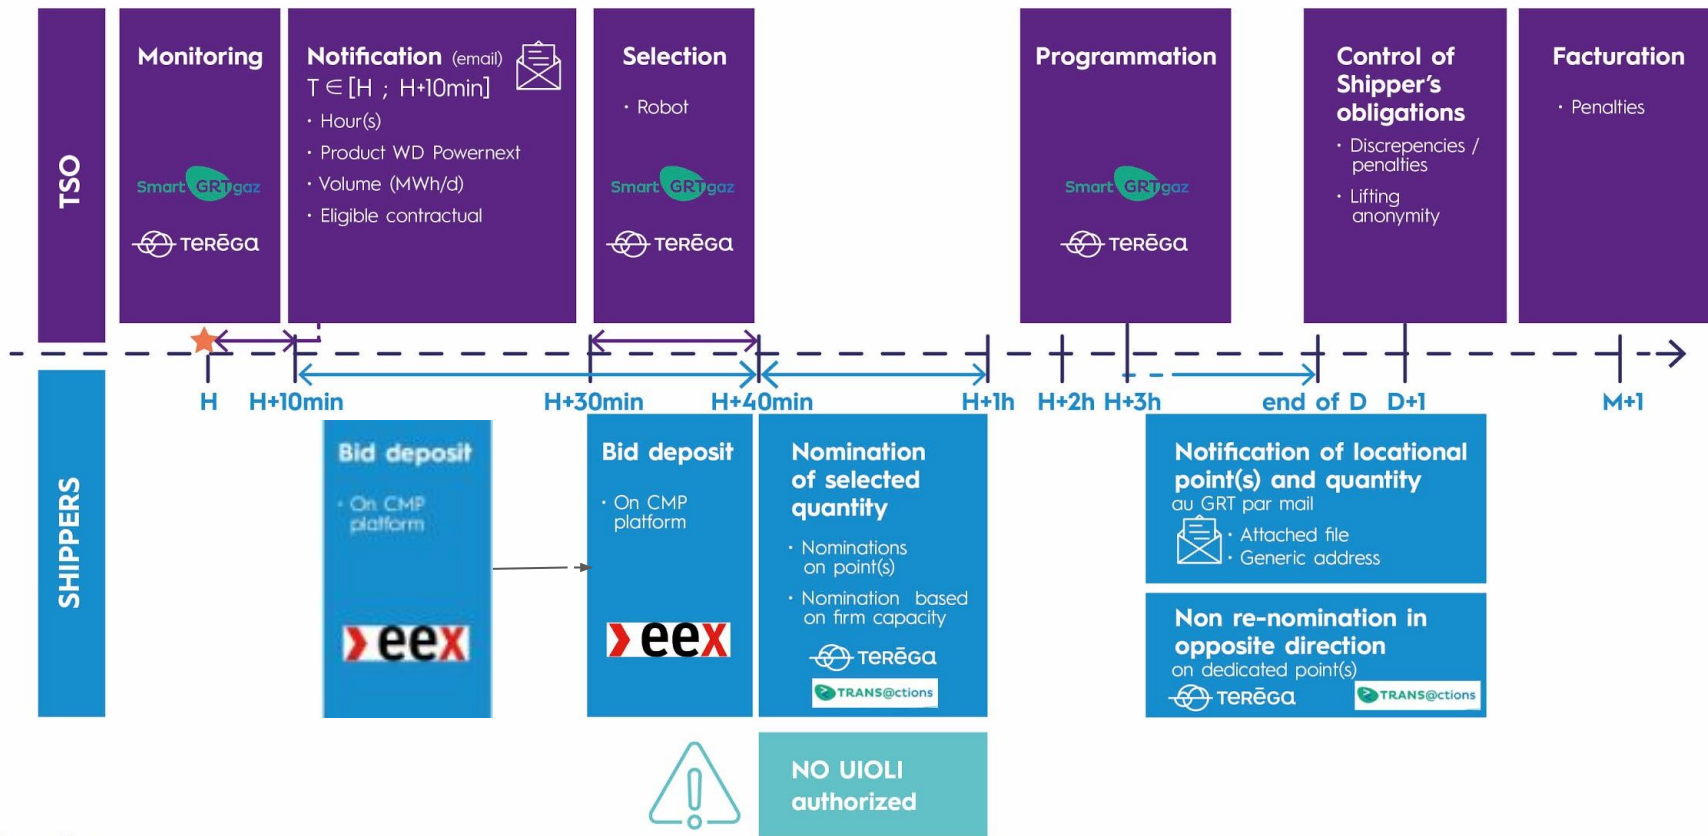 TSO
Monitoring
Smart GRTgaz
TERĒGA
Notification (email)
T ∈ [H ; H+10min]
· Hour(s)
· Product WD Powernext
· Volume (MWh/d)
· Eligible contractual
Selection
· Robot
Smart GRTgaz
TERĒGA
Programmation
Smart GRTgaz
TERĒGA
Control of
Shipper's
obligations
· Discrepencies /
penalties
· Lifting
anonymity
Facturation
· Penalties
H
H+10min
H+30min
H+40min
H+1h
H+2h
H+3h
end of D
D+1
M+1
SHIPPERS
Bid deposit
· On CMP
platform
eex
Bid deposit
· On CMP
platform
eex
Nomination
of selected
quantity
· Nominations
on point(s)
· Nomination based
on firm capacity
TERĒGA
TRANS@ctions
Notification of locational
point(s) and quantity
au GRT par mail
· Attached file
· Generic address
Non re-nomination in
opposite direction
on dedicated point(s)
TERĒGA
TRANS@ctions
NO UIOLI
authorized